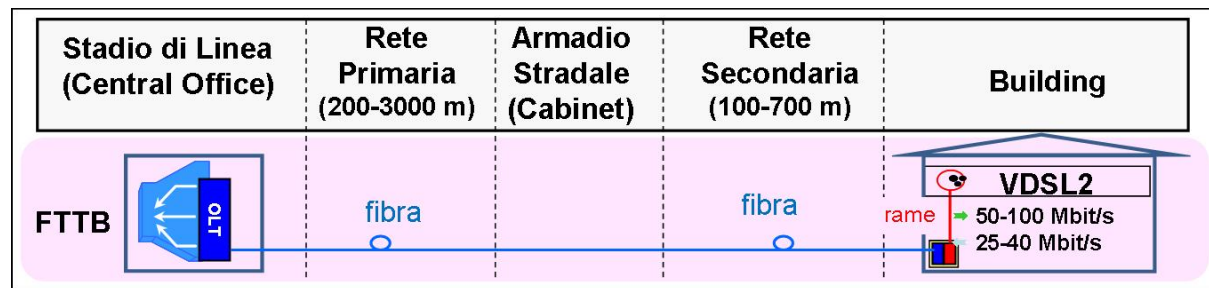 Stadio di Linea
(Central Office)
Rete
Primaria
(200-3000 m)
Armadio
Stradale
(Cabinet)
Rete
Secondaria
(100-700 m)
Building
FTTB
OLT
fibra
fibra
rame
VDSL2
50-100 Mbit/s
25-40 Mbit/s